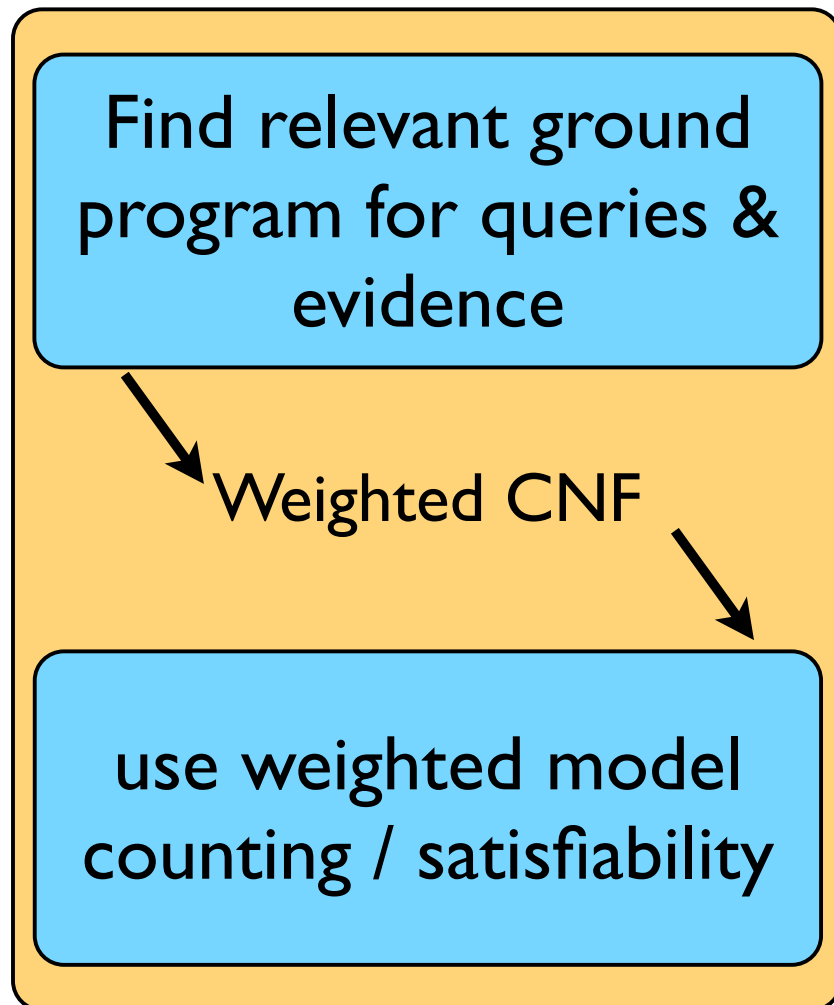 Find relevant ground
program for queries &
evidence
Weighted CNF
use weighted model
counting / satisfiability